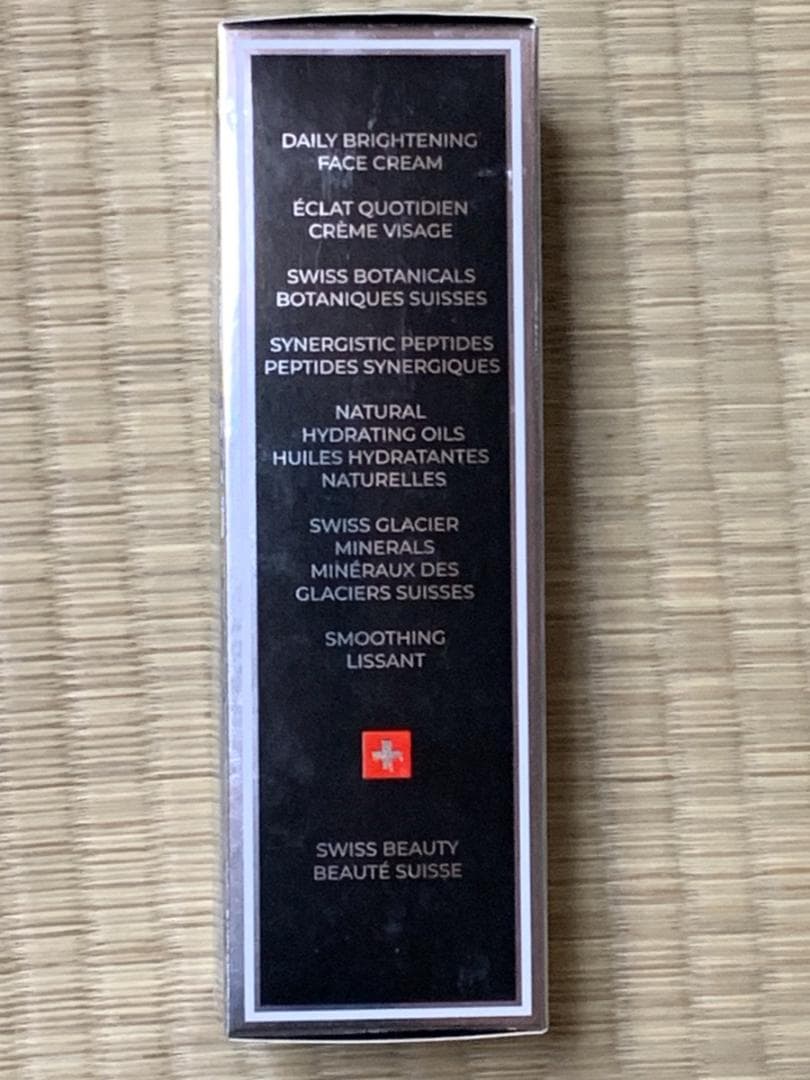 DAILY BRIGHTENING
FACE CREAM
ÉCLAT QUOTIDIEN
CRÈME VISAGE
SWISS BOTANICALS
BOTANIQUES SUISSES
SYNERGISTIC PEPTIDES
PEPTIDES SYNERGIQUES
NATURAL
HYDRATING OILS
HUILES HYDRATANTES
NATURELLES
SWISS GLACIER
MINERALS
MINÉRAUX DES
GLACIERS SUISSES
SMOOTHING
LISSANT
SWISS BEAUTY
BEAUTÉ SUISSE